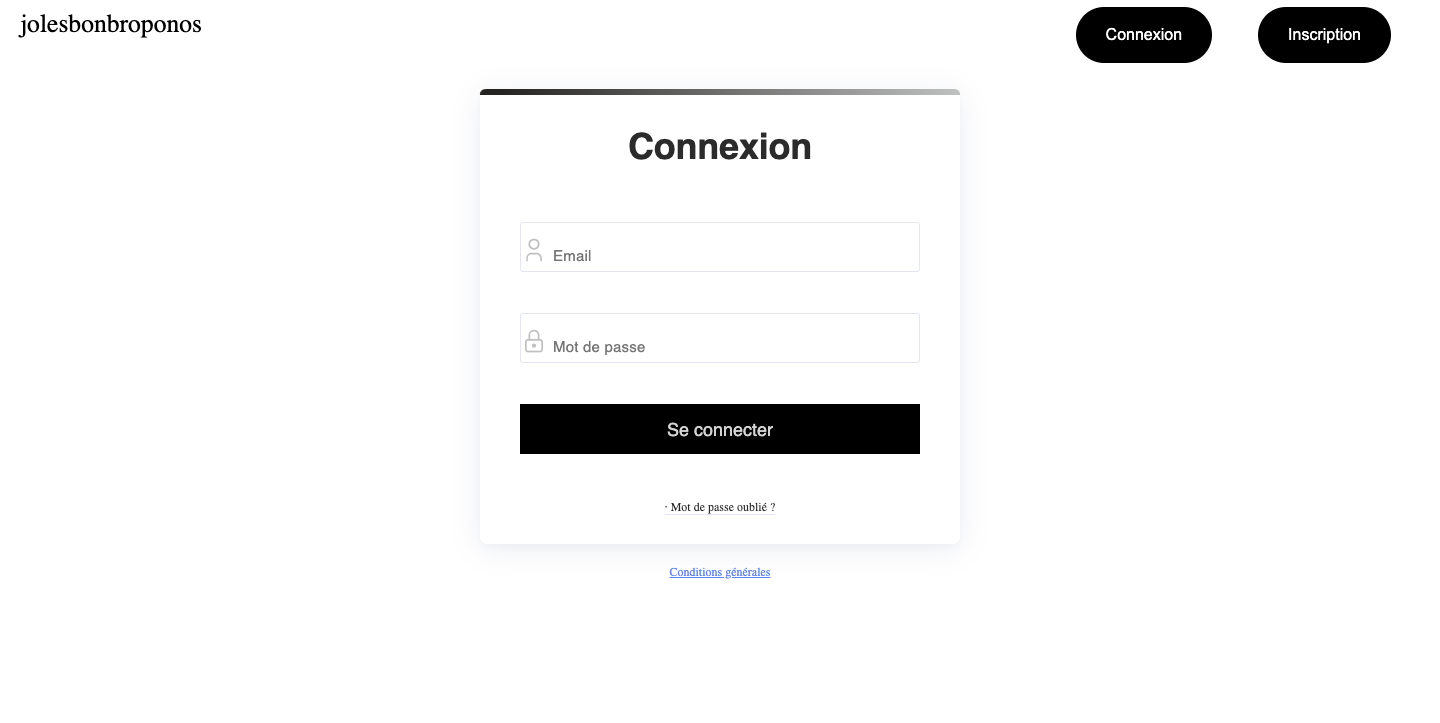 jolesbonbroponos
Connexion
Inscription
Connexion
Email
Mot de passe
Se connecter
· Mot de passe oublié ?
Conditions générales